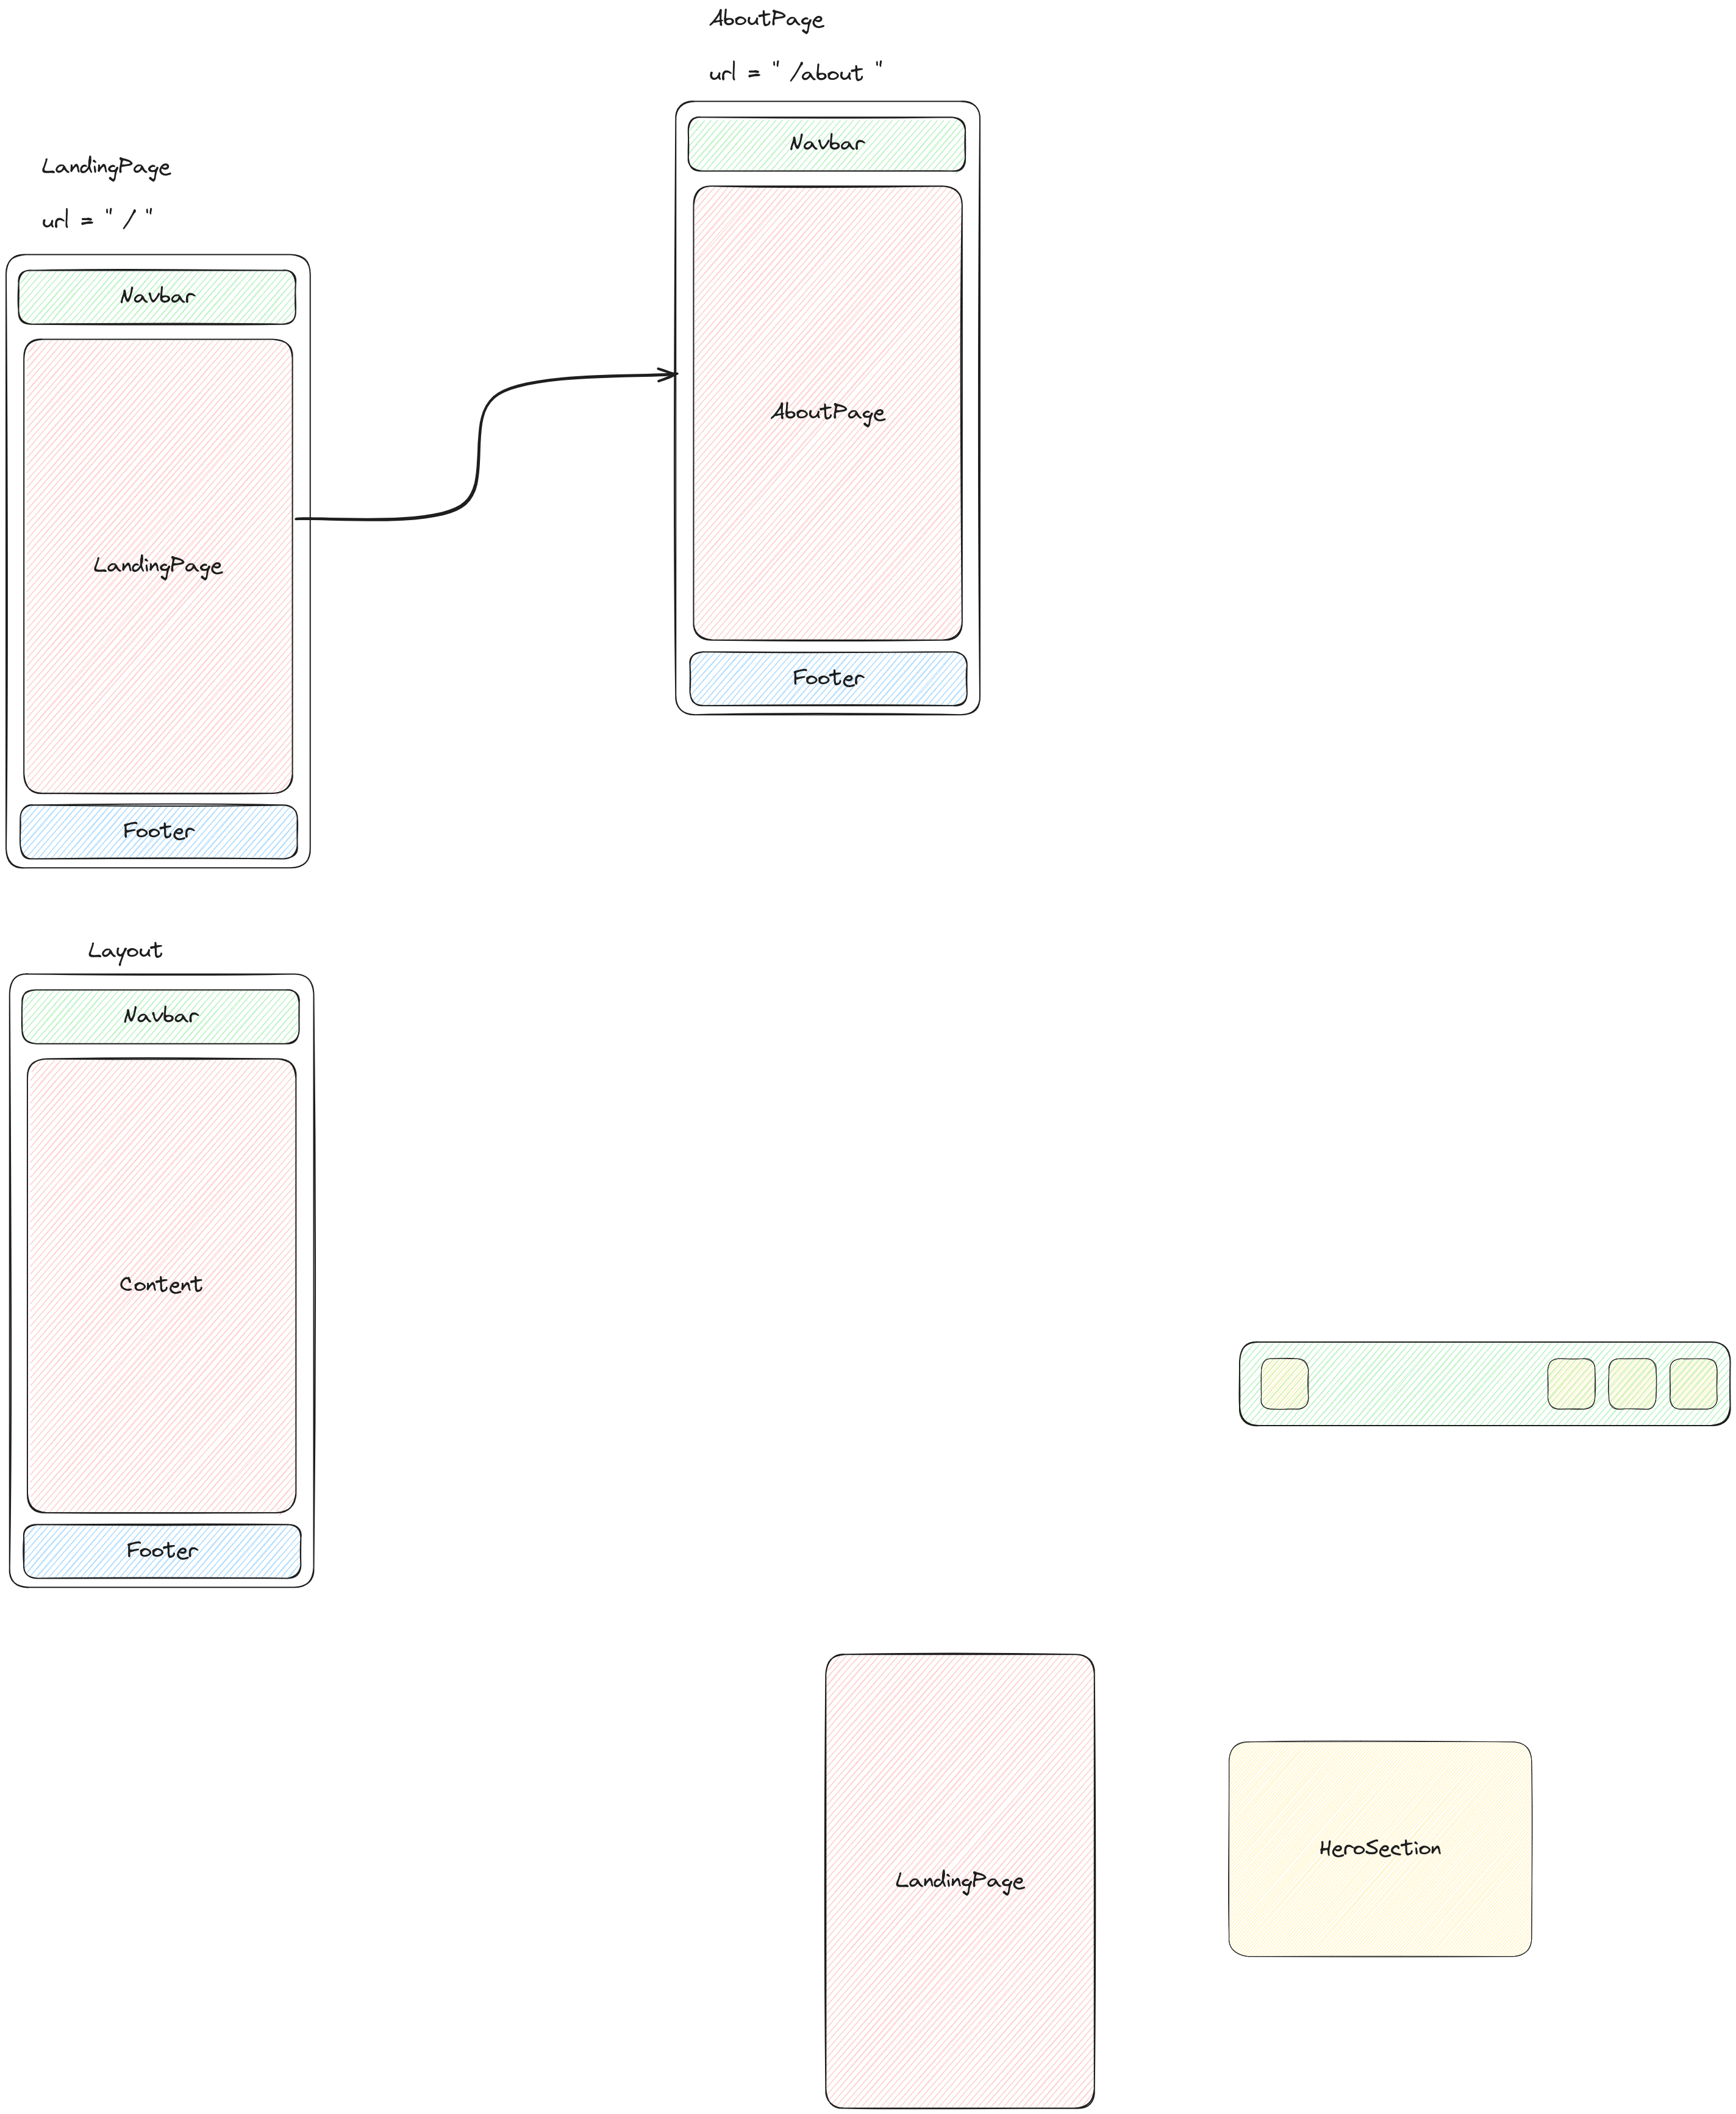 AboutPage
url = " /about "
Navbar
AboutPage
Footer
LandingPage
url = " / "
Navbar
LandingPage
Footer
Layout
Navbar
Content
Footer
LandingPage
HeroSection